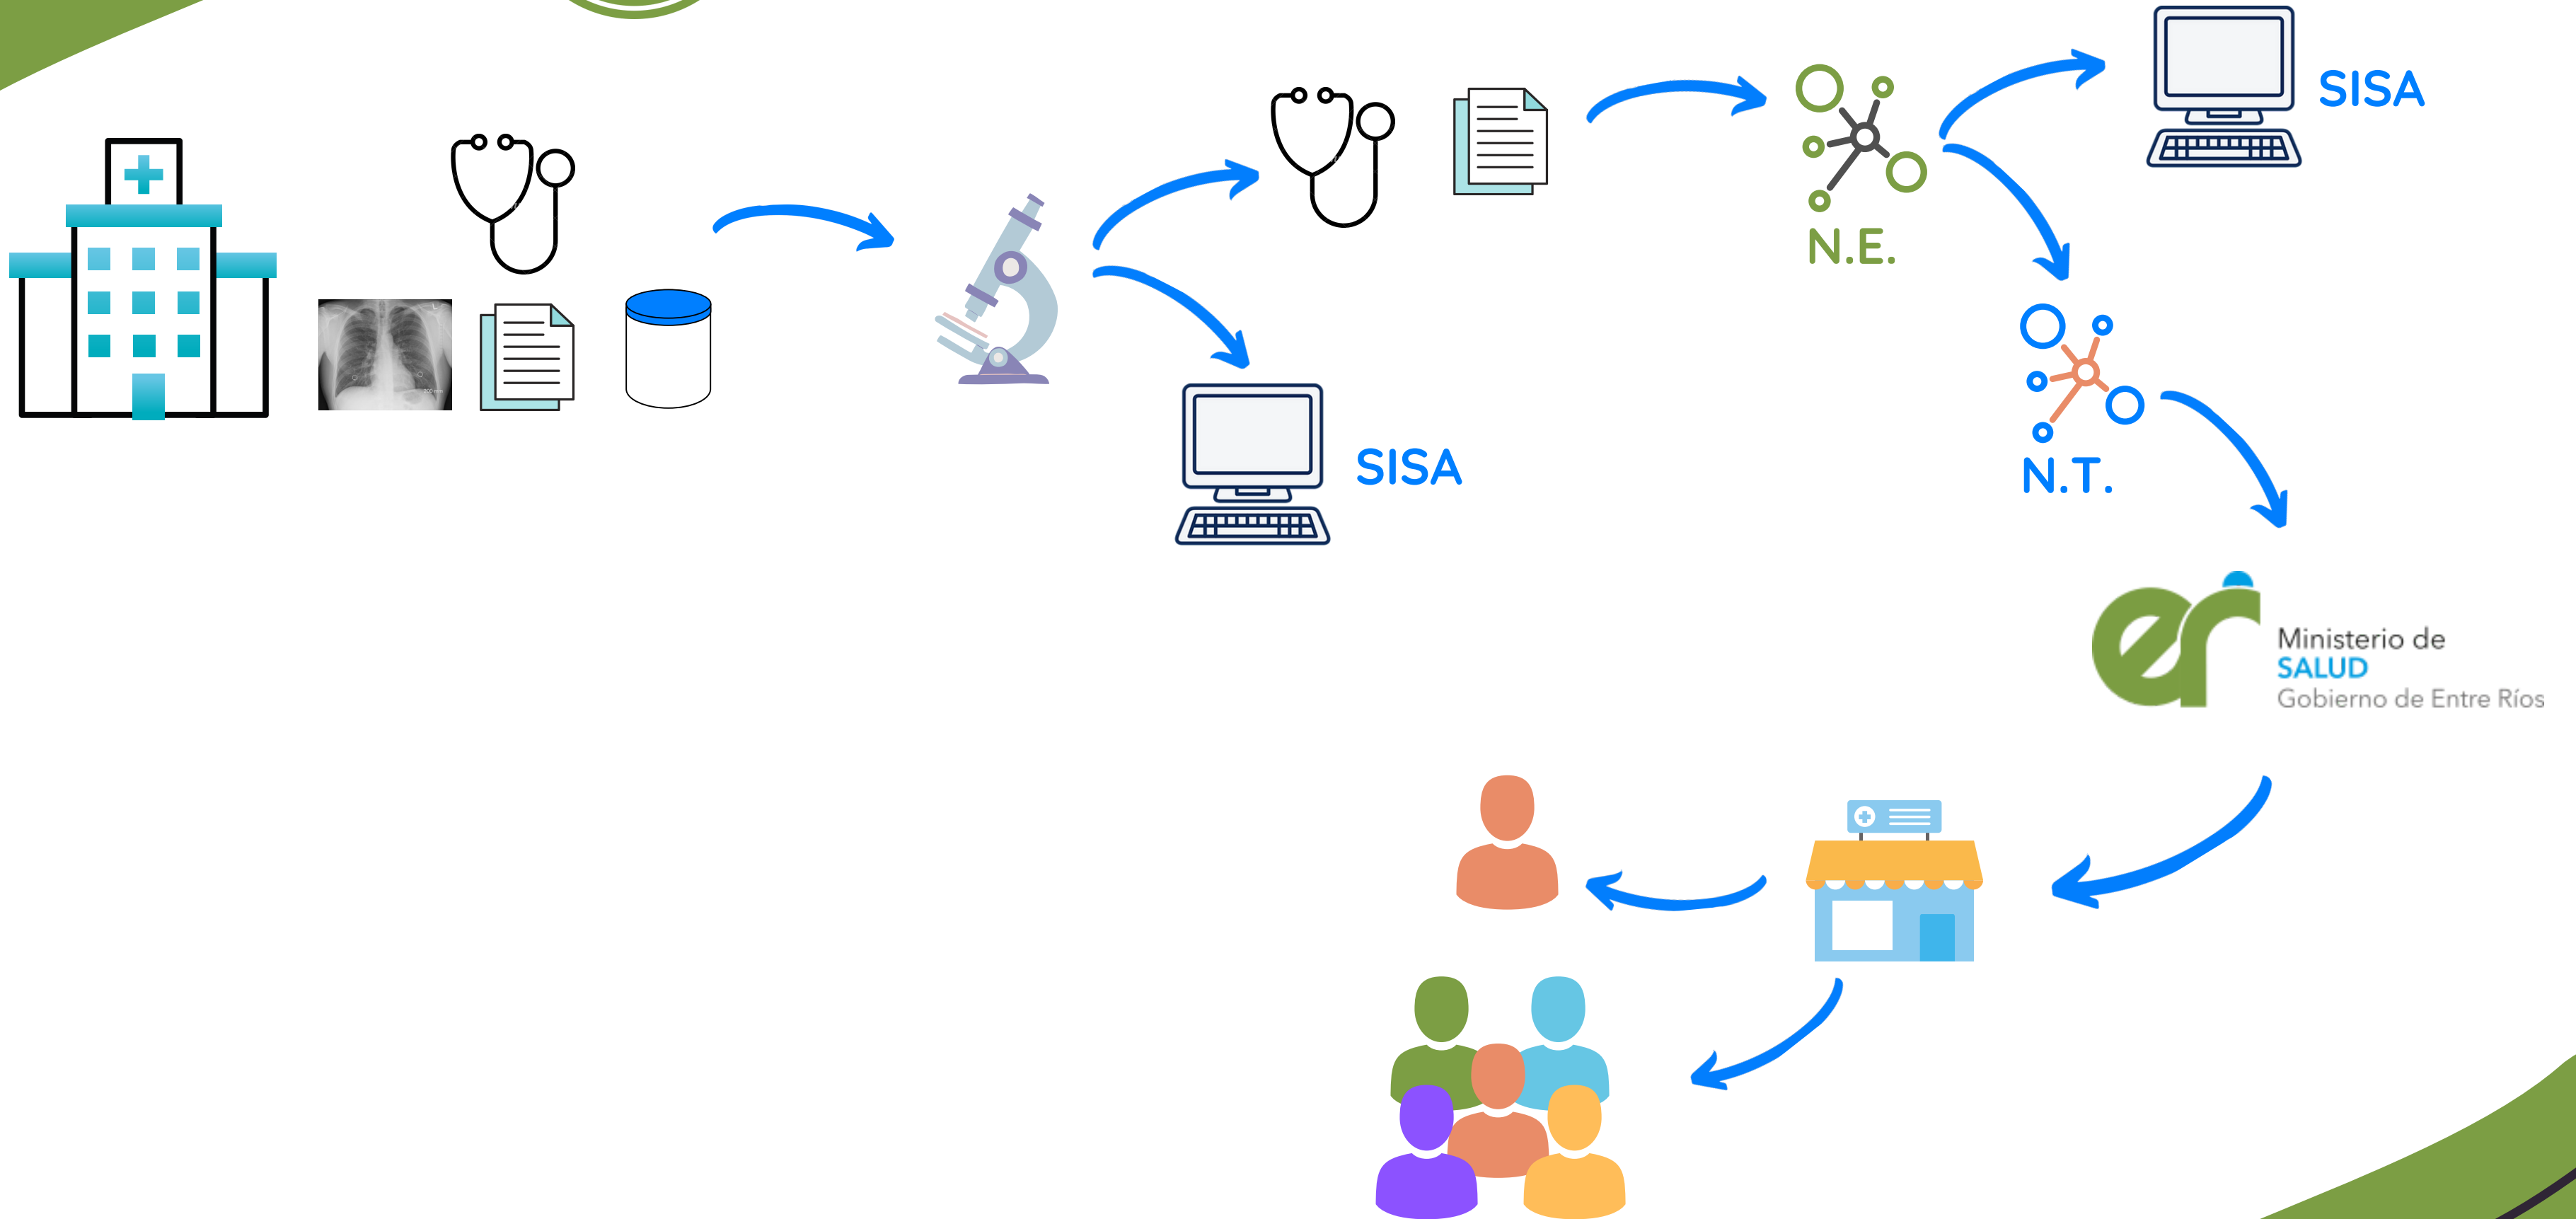 SISA
N.E.
SISA
N.T.
Ministerio de
SALUD
Gobierno de Entre Ríos